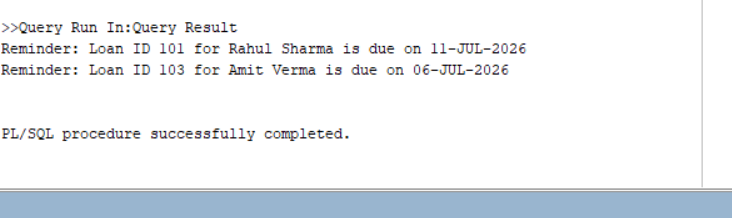 >>Query Run In:Query Result
Reminder: Loan ID 101 for Rahul Sharma is due on 11-JUL-2026
Reminder: Loan ID 103 for Amit Verma is due on 06-JUL-2026
PL/SQL procedure successfully completed.